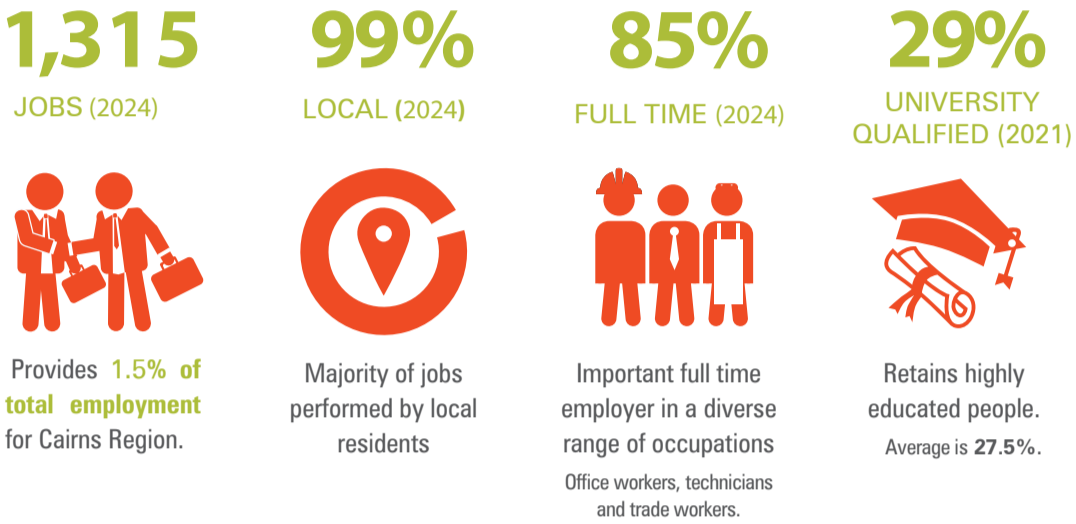 1,315
JOBS (2024)
Provides 1.5% of
total employment
for Cairns Region.
99%
LOCAL (2024)
Majority of jobs
performed by local
residents
85%
FULL TIME (2024)
Important full time
employer in a diverse
range of occupations
Office workers, technicians
and trade workers.
29%
UNIVERSITY
QUALIFIED (2021)
Retains highly
educated people.
Average is 27.5%.